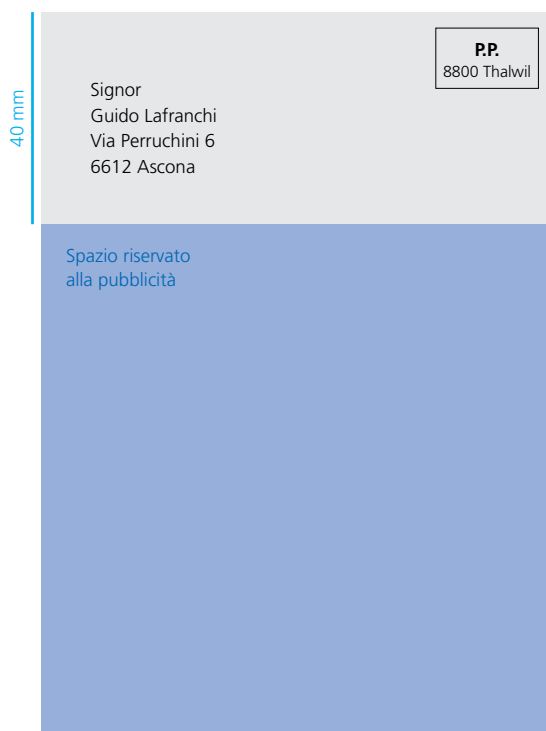 P.P.
8800 Thalwil
40 mm
Signor
Guido Lafranchi
Via Perruchini 6
6612 Ascona
Spazio riservato
alla pubblicità